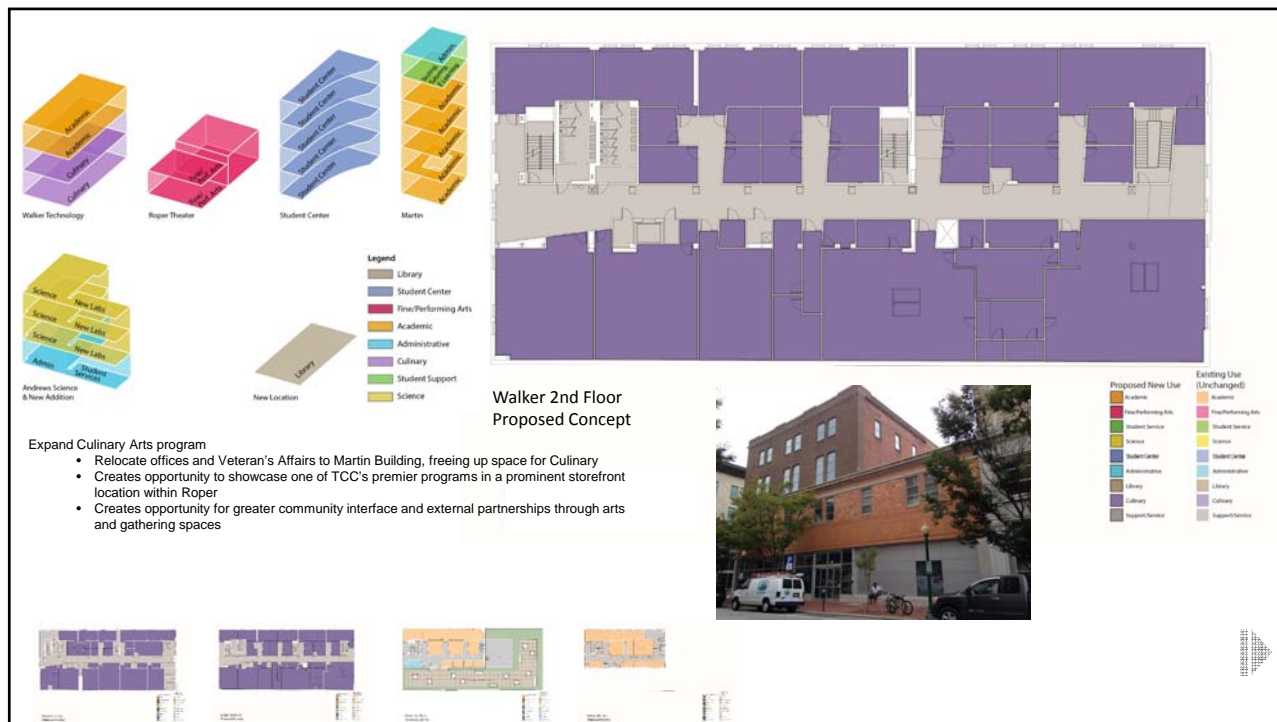 Academic
Academic
Culinary
Culinary
Walker Technology
Fine/
Perf. Arts
Fine/
Perf. Arts
Roper Theater
Student Center
Student Center
Student Center
Student Center
Student Center
Student Center
Admin.
Academic
Academic
Academic
Academic
Academic
Martin
Science
New Labs
Science
New Labs
Science
New Labs
Admin
Student
Services
Andrews Science
& New Addition
Library
New Location
Legend
Library
Student Center
Fine/Performing Arts
Academic
Administrative
Culinary
Student Support
Science
Walker 2nd Floor
Proposed Concept
Proposed New Use
Academic
Fine/Performing Arts
Student Service
Science
Student Center
Administrative
Library
Culinary
Support/Service
Existing Use
(Unchanged)
Academic
Fine/Performing Arts
Student Service
Science
Student Center
Administrative
Library
Culinary
Support/Service
Expand Culinary Arts program
• Relocate offices and Veteran's Affairs to Martin Building, freeing up space for Culinary
• Creates opportunity to showcase one of TCC's premier programs in a prominent storefront
location within Roper
• Creates opportunity for greater community interface and external partnerships through arts
and gathering spaces